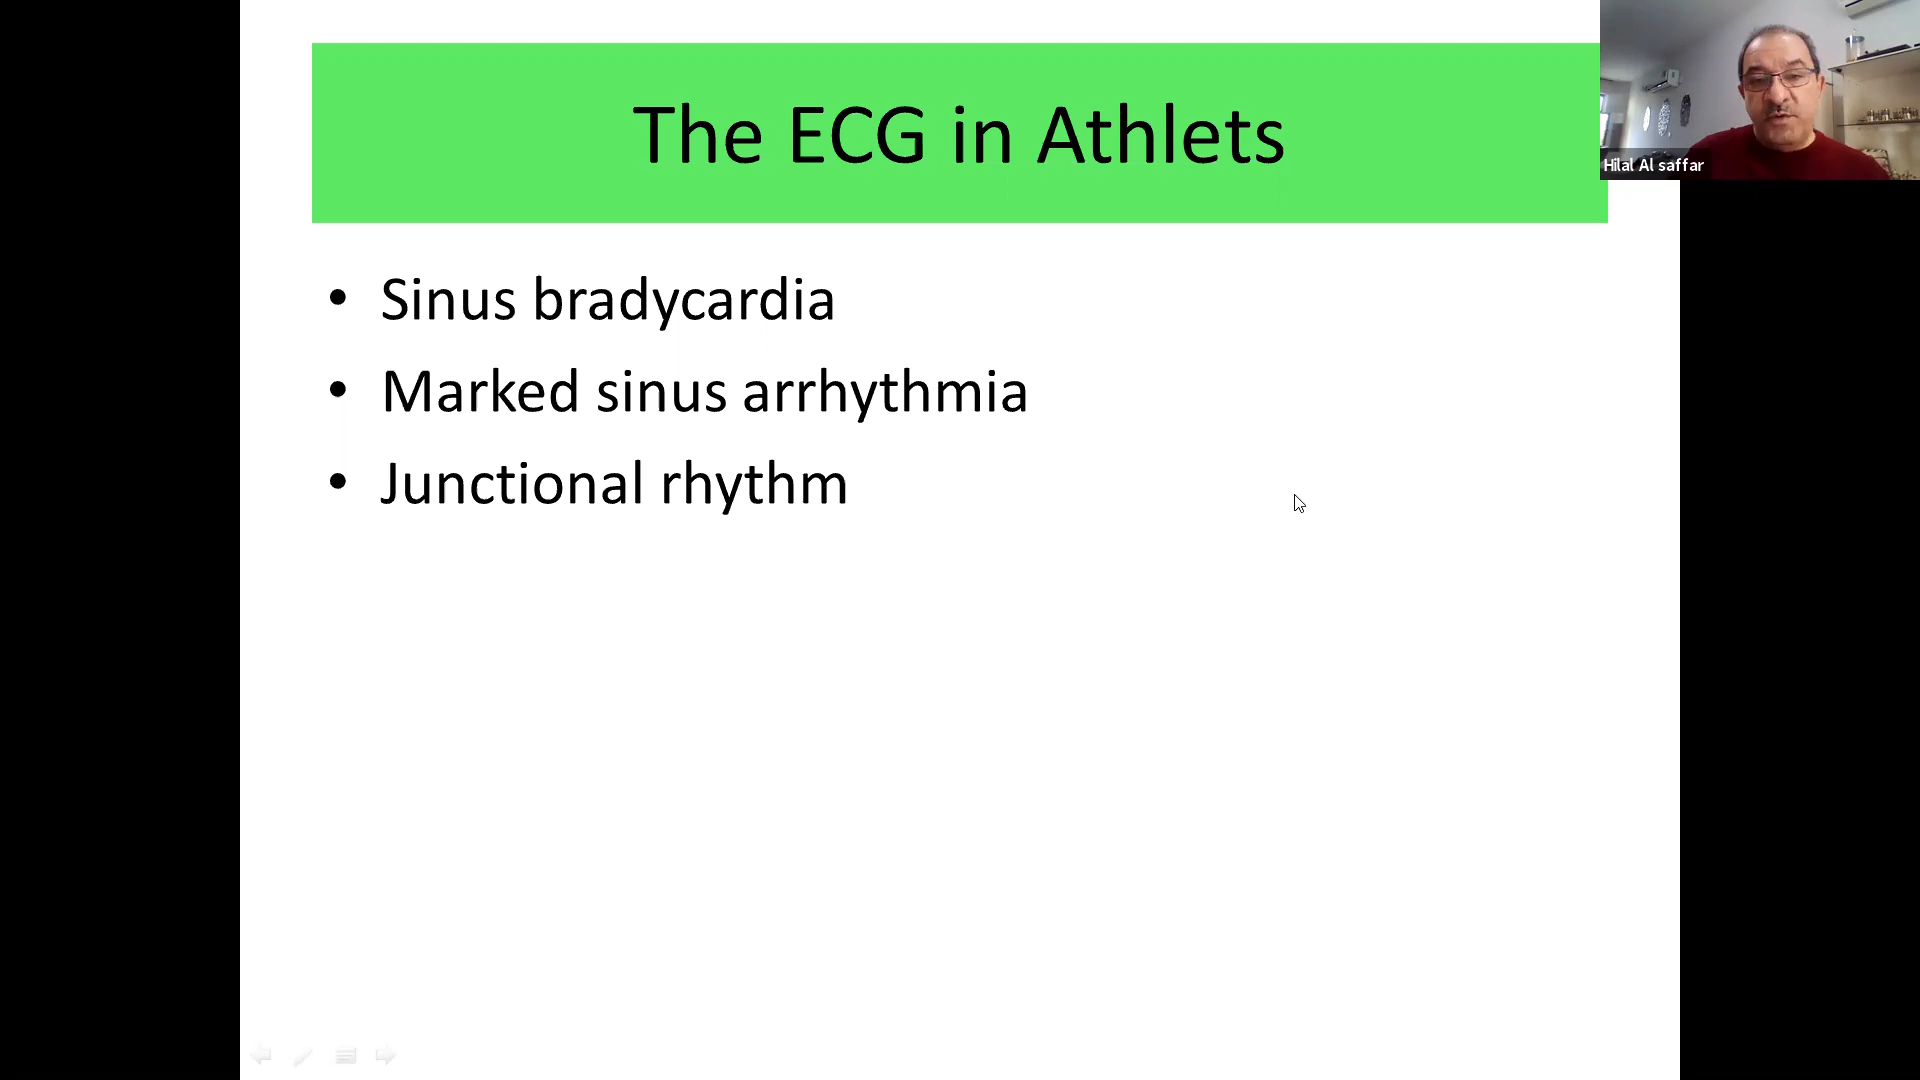 The ECG in Athlets
Hilal Al saffar
• Sinus bradycardia
• Marked sinus arrhythmia
• Junctional rhythm